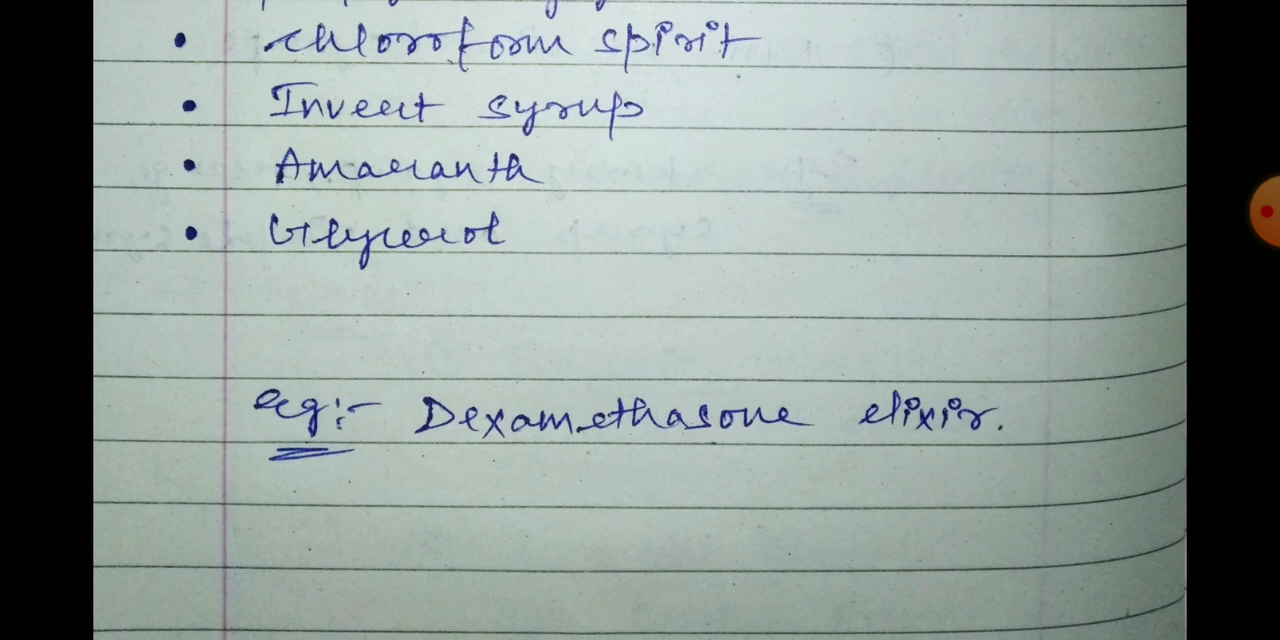 • chloroform spirit
• Invert syrup
• Amaranth
• Glycerol
eg:- Dexamethasone elixir.